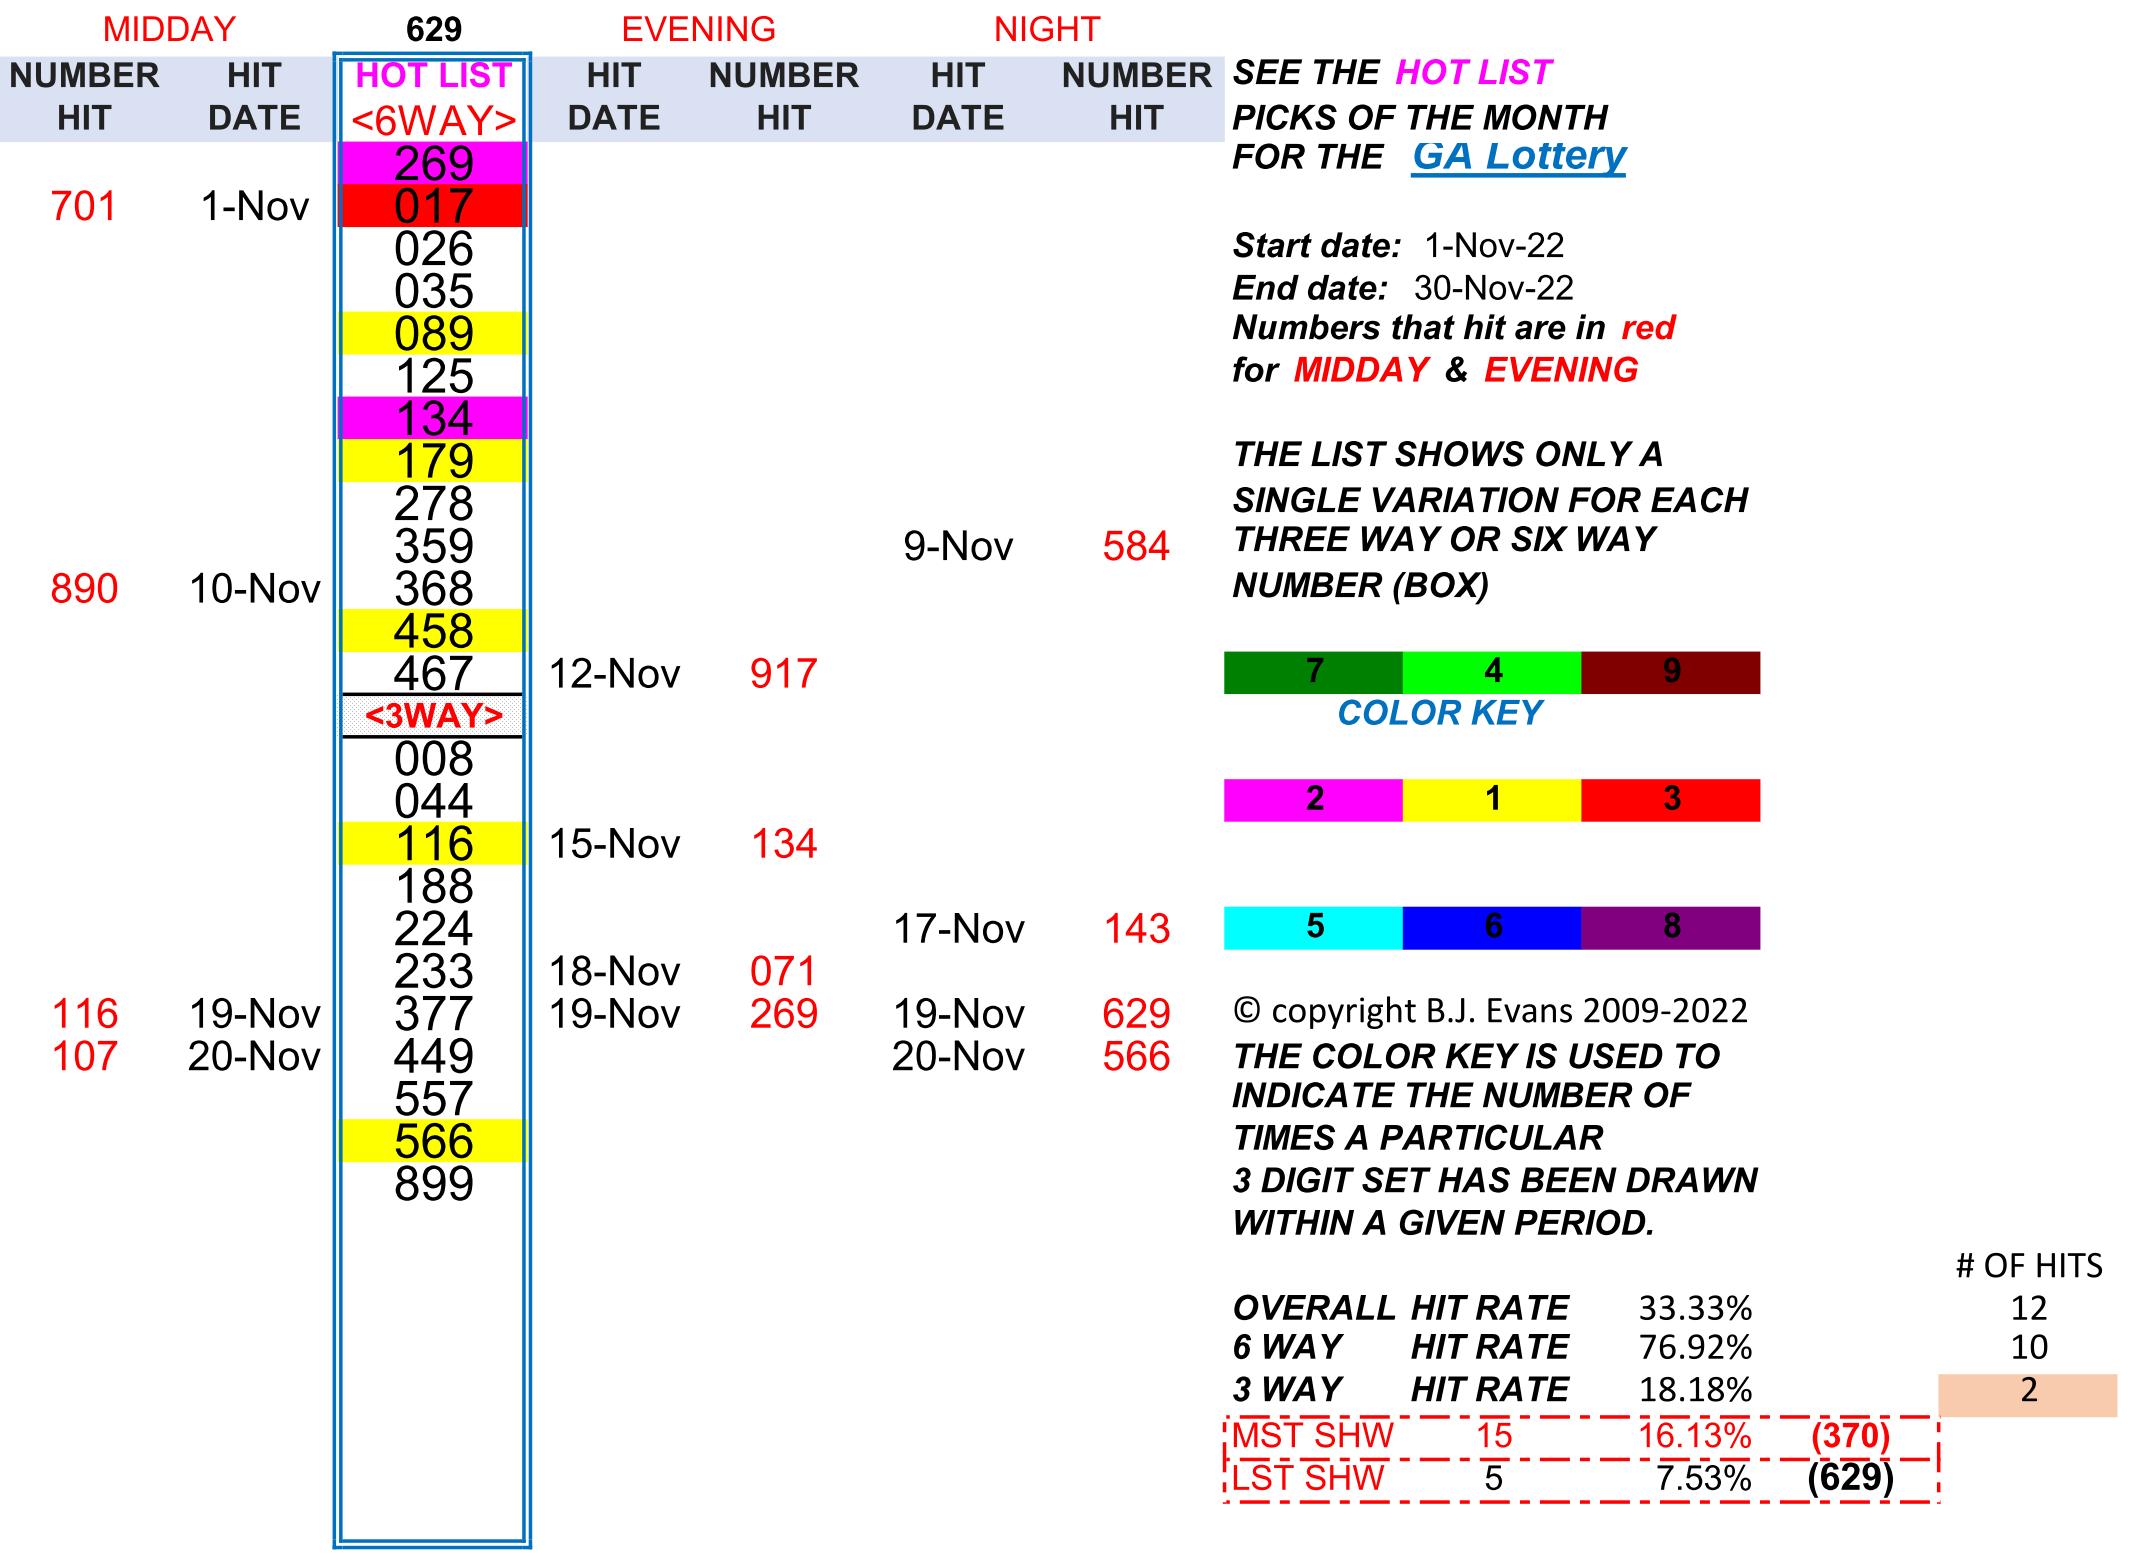 MIDDAY 629 EVENING NIGHT
NUMBER HIT HOT LIST HIT NUMBER HIT NUMBER SEE THE HOT LIST
HIT DATE <6WAY> DATE HIT DATE HIT PICKS OF THE MONTH
269 FOR THE GA Lottery
701 1-Nov 017
026 Start date: 1-Nov-22
035 End date: 30-Nov-22
089 Numbers that hit are in red
125 for MIDDAY & EVENING
134
179 THE LIST SHOWS ONLY A
278 SINGLE VARIATION FOR EACH
359 9-Nov 584 THREE WAY OR SIX WAY
890 10-Nov 368 NUMBER (BOX)
458
467 12-Nov 917 7 4 9
<3WAY> COLOR KEY
008
044 2 1 3
116 15-Nov 134
188
224 17-Nov 143 5 6 8
233 18-Nov 071
116 19-Nov 377 19-Nov 269 19-Nov 629 © copyright B.J. Evans 2009-2022
107 20-Nov 449 20-Nov 566 THE COLOR KEY IS USED TO
557 INDICATE THE NUMBER OF
566 TIMES A PARTICULAR
899 3 DIGIT SET HAS BEEN DRAWN
WITHIN A GIVEN PERIOD.
# OF HITS
OVERALL HIT RATE 33.33% 12
6 WAY HIT RATE 76.92% 10
3 WAY HIT RATE 18.18% 2
MST SHW 15 16.13% (370)
LST SHW 5 7.53% (629)